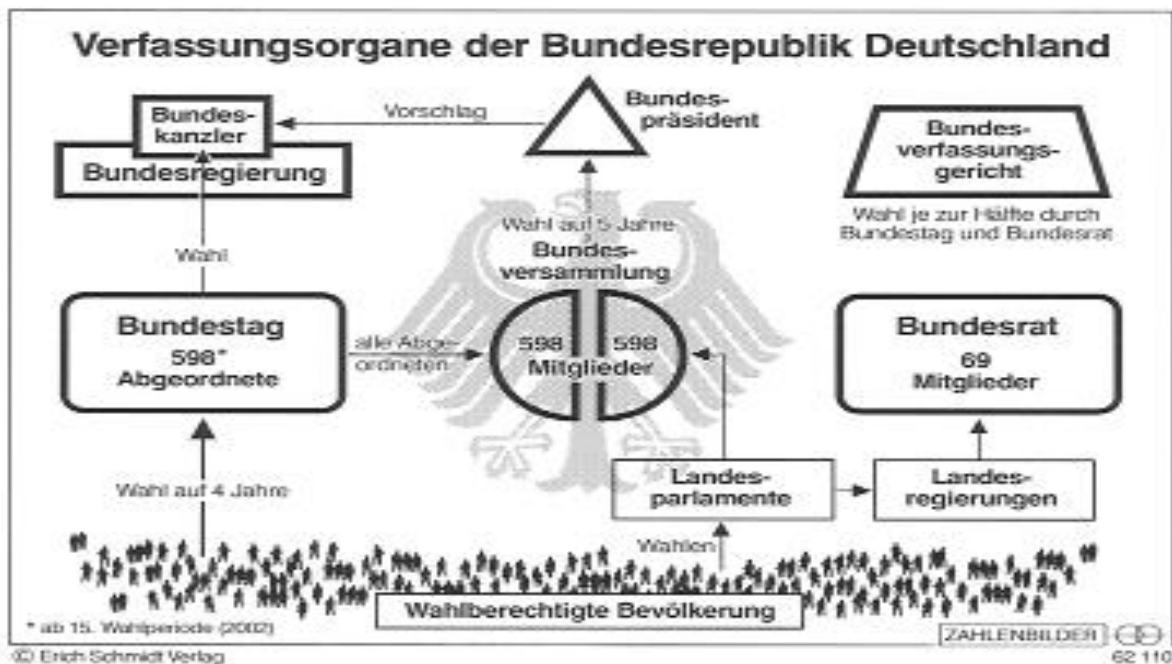 Verfassungsorgane der Bundesrepublik Deutschland
Bundes-
kanzler
Bundesregierung
Vorschlag
Bundes-
präsident
Bundes-
verfassungs-
gericht
Wahl je zur Hälfte durch
Bundestag und Bundesrat
Wahl
Wahl auf 5 Jahre
Bundes-
versammlung
Bundestag
598*
Abgeordnete
alle Abge-
ordneten
598 598
Mitglieder
Bundesrat
69
Mitglieder
Wahl auf 4 Jahre
Landes-
parlamente
Landes-
regierungen
Wahlen
Wahlberechtigte Bevölkerung
* ab 15. Wahlperiode (2002)
ZAHLENBILDER
© Erich Schmidt Verlag
62 110